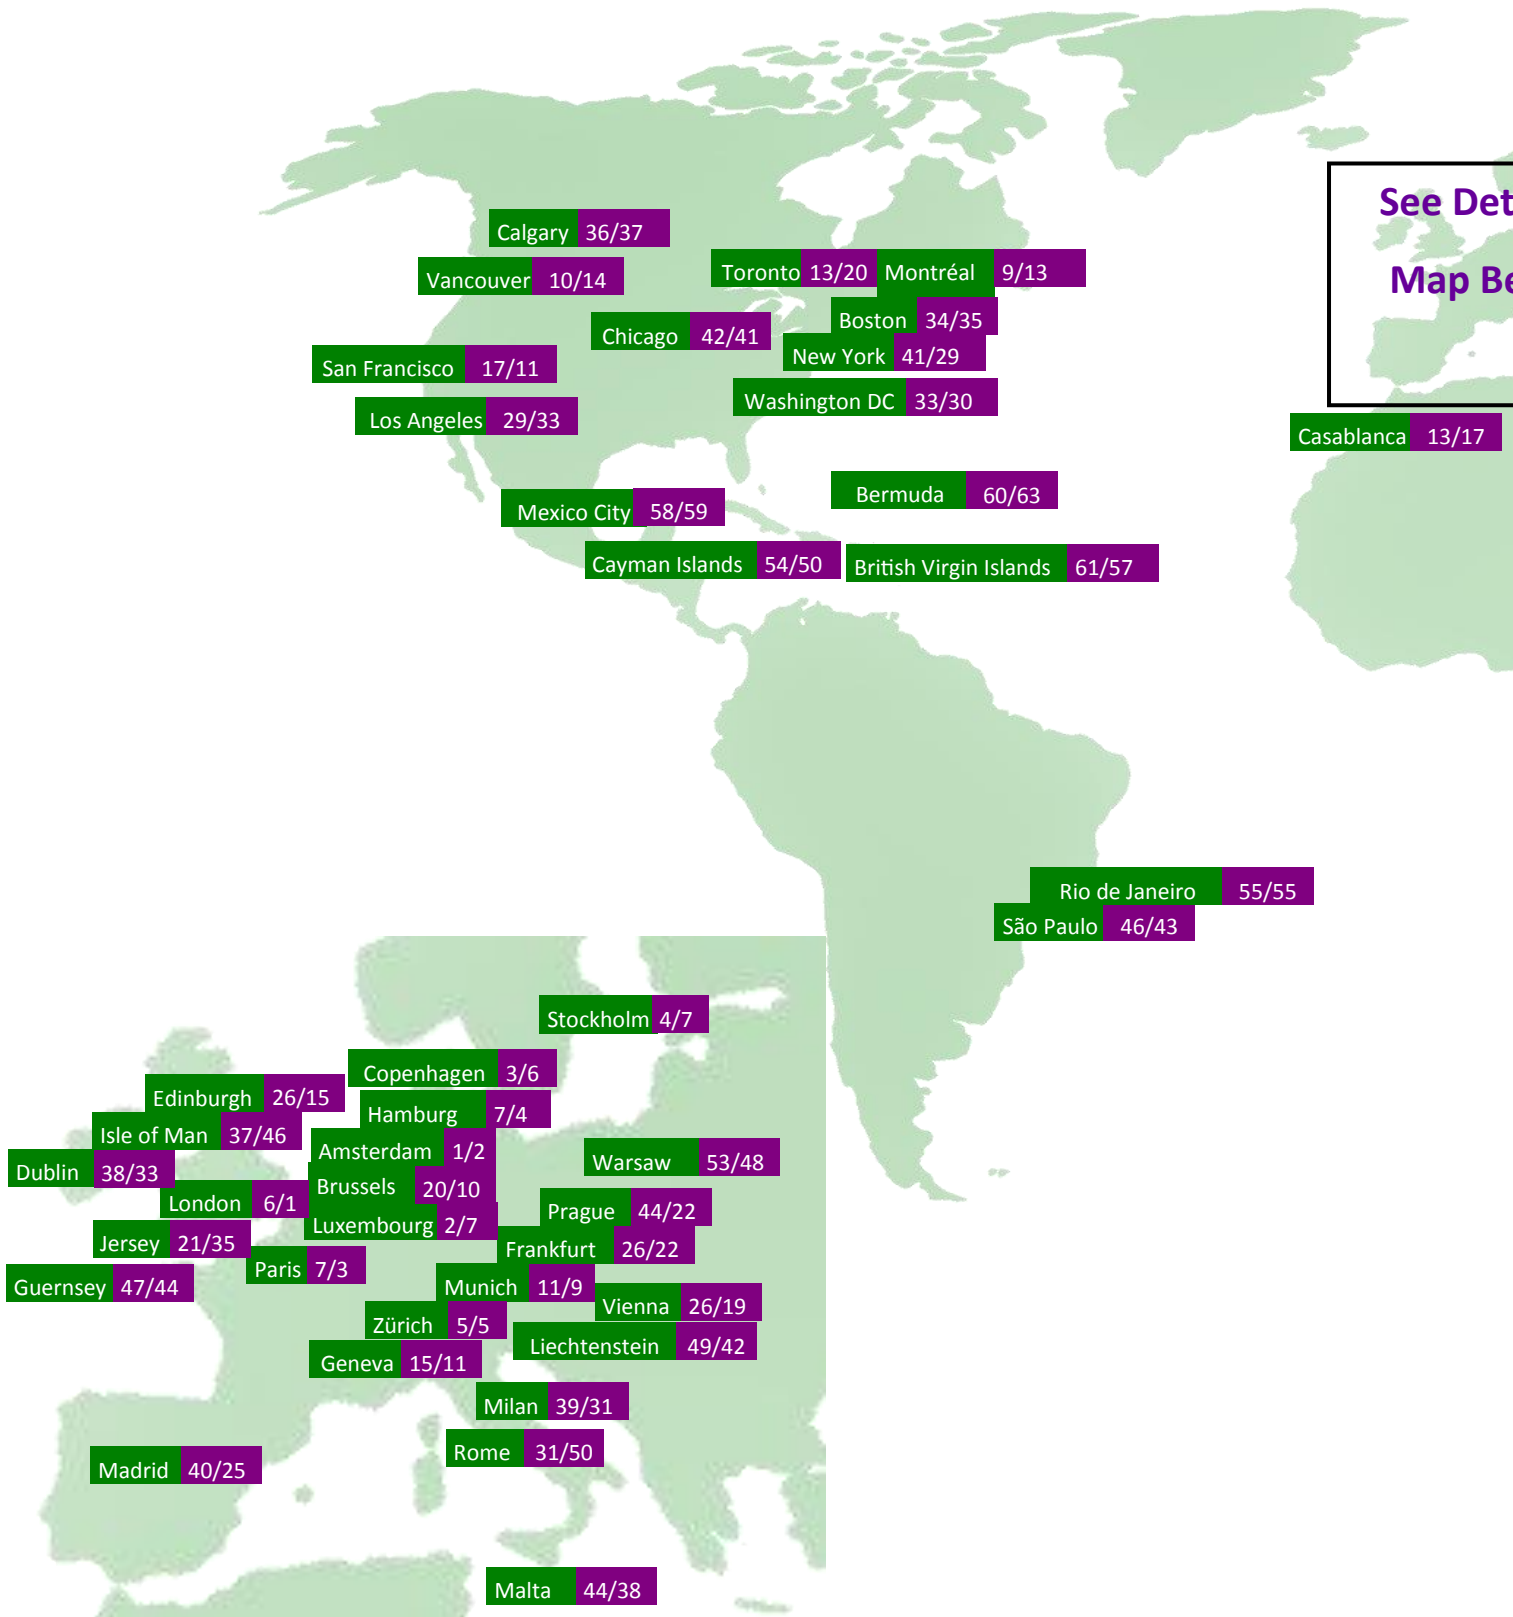 See Det
Map Be
Calgary 36/37
Vancouver 10/14
Toronto 13/20 Montréal 9/13
Boston 34/35
Chicago 42/41
New York 41/29
San Francisco 17/11
Washington DC 33/30
Los Angeles 29/33
Casablanca 13/17
Bermuda 60/63
Mexico City 58/59
Cayman Islands 54/50 British Virgin Islands 61/57
Rio de Janeiro 55/55
São Paulo 46/43
Stockholm 4/7
Copenhagen 3/6
Edinburgh 26/15
Hamburg 7/4
Isle of Man 37/46
Amsterdam 1/2
Dublin 38/33
Warsaw 53/48
Brussels 20/10
London 6/1
Prague 44/22
Luxembourg 2/7
Jersey 21/35
Frankfurt 26/22
Paris 7/3
Guernsey 47/44
Munich 11/9
Vienna 26/19
Zürich 5/5
Liechtenstein 49/42
Geneva 15/11
Milan 39/31
Rome 31/50
Madrid 40/25
Malta 44/38